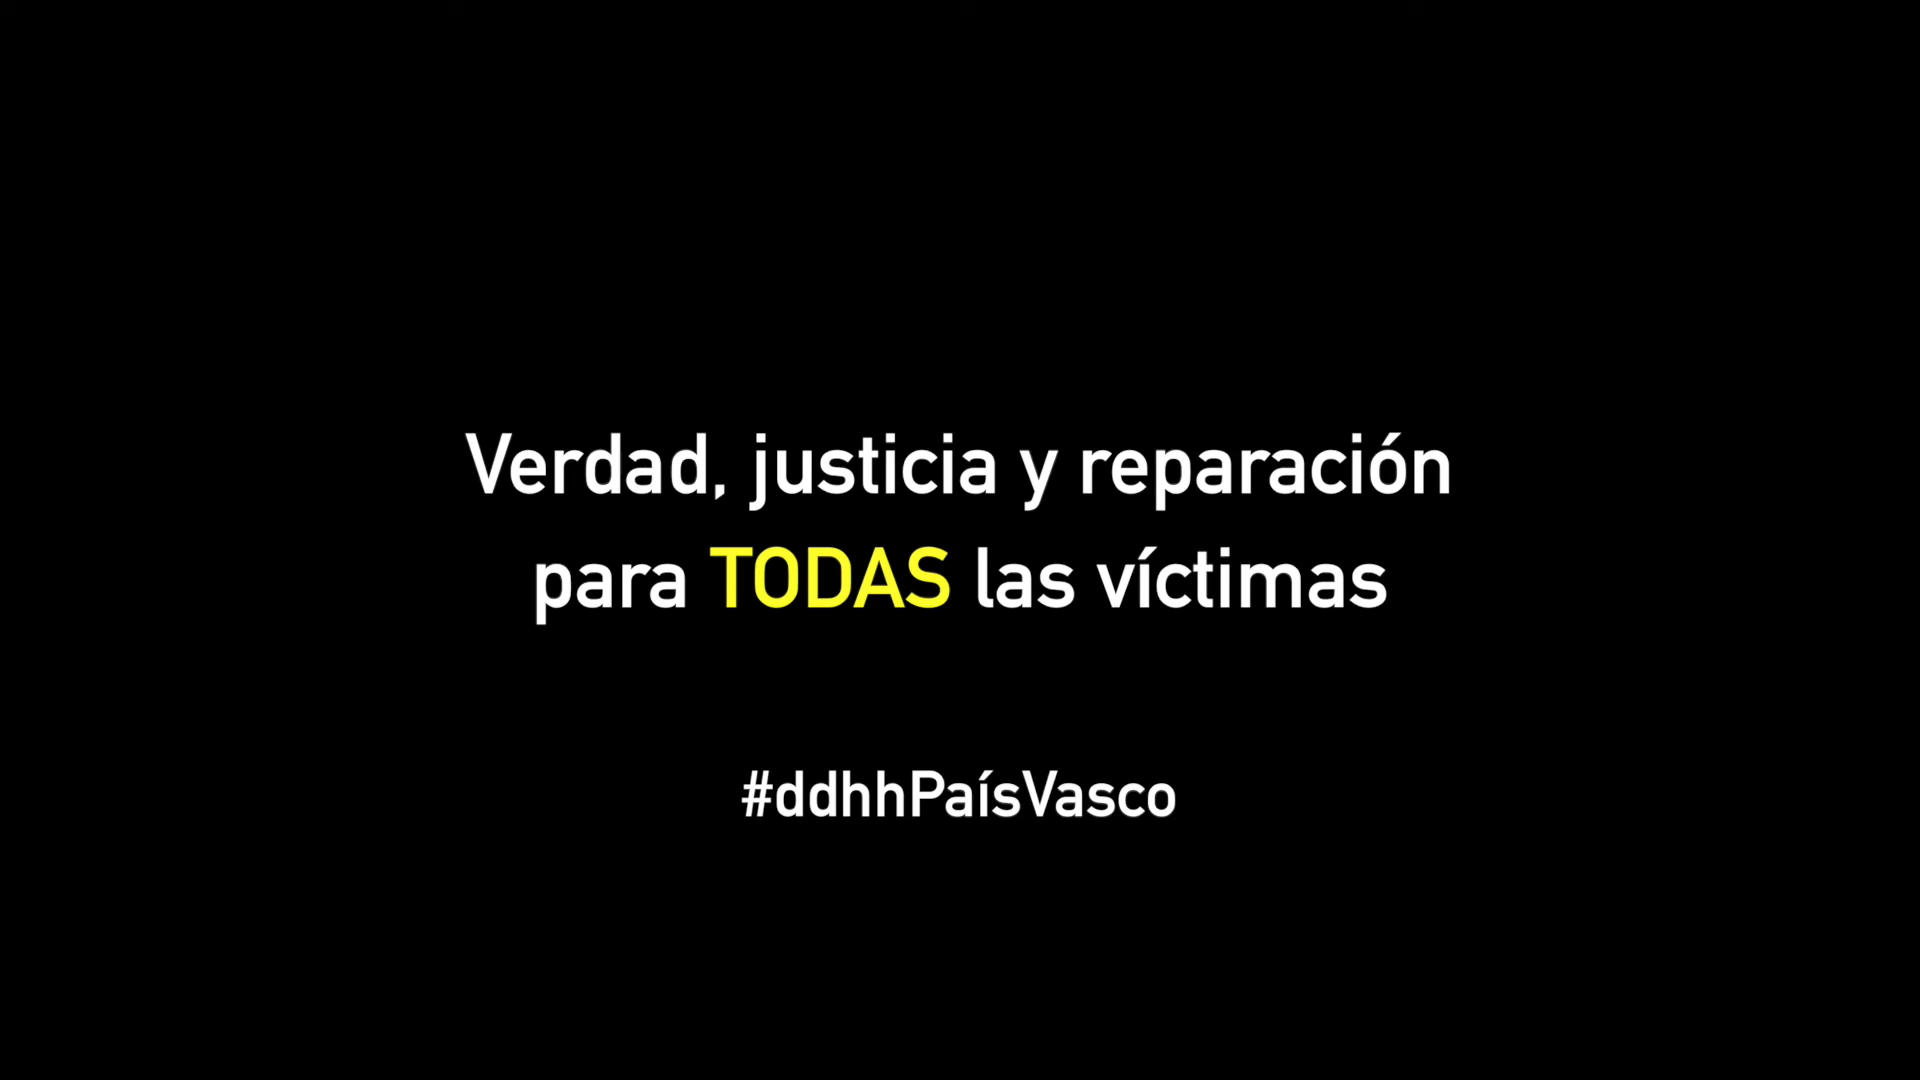 Verdad, justicia y reparación
para TODAS las víctimas
#ddhhPaísVasco